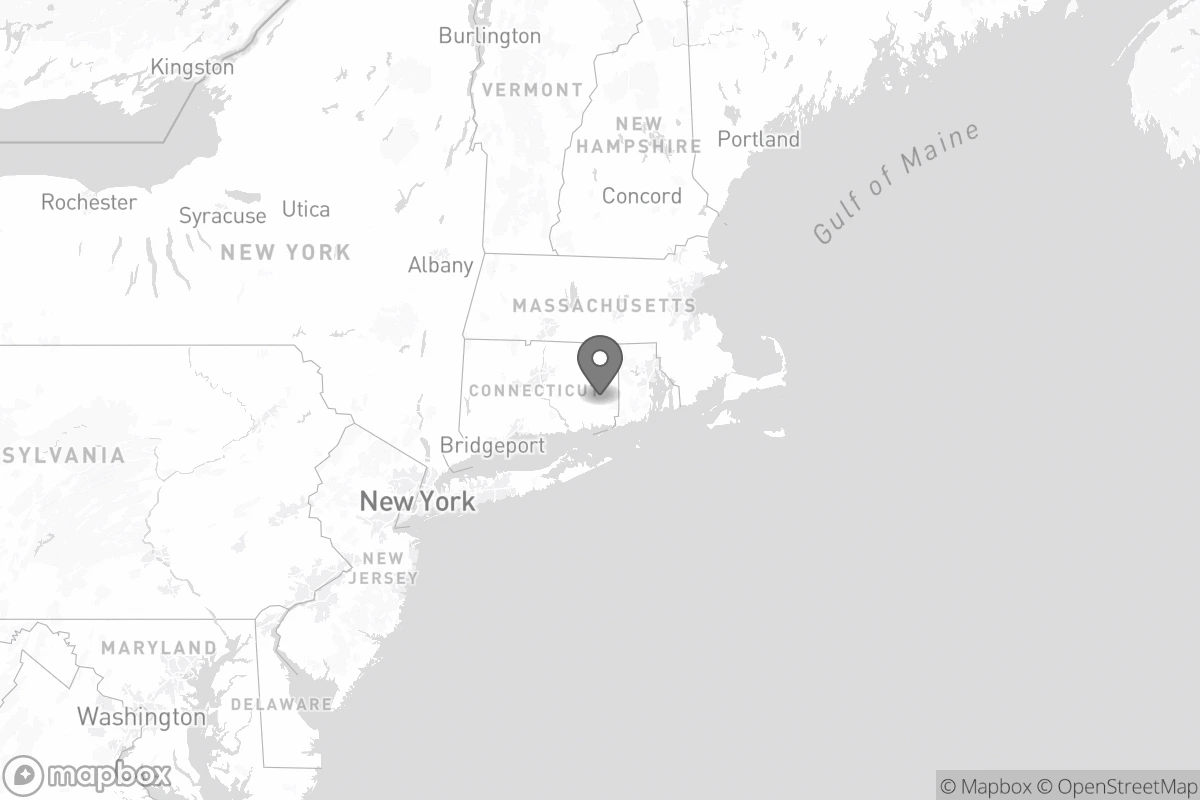 Burlington
Kingston
VERMONT
NEW
HAMPSHIRE
Portland
Gulf of Maine
Concord
Rochester
Syracuse
Utica
NEW YORK
Albany
MASSACHUSETTS
CONNECTICUT
Bridgeport
SYLVANIA
New York
NEW
JERSEY
MARYLAND
DELAWARE
Washington
mapbox
© Mapbox © OpenStreetMap